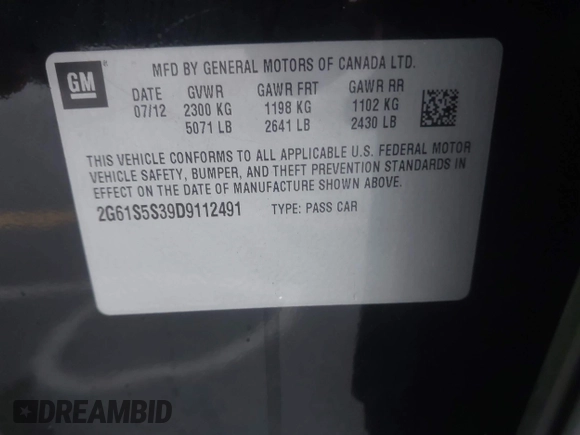 GM
MFD BY GENERAL MOTORS OF CANADA LTD.
DATE GVWR GAWR FRT GAWR RR
07/12 2300 KG 1198 KG 1102 KG
5071 LB 2641 LB 2430 LB
THIS VEHICLE CONFORMS TO ALL APPLICABLE U.S. FEDERAL MOTOR
VEHICLE SAFETY, BUMPER, AND THEFT PREVENTION STANDARDS IN
EFFECT ON THE DATE OF MANUFACTURE SHOWN ABOVE.
2G61S5S39D9112491 TYPE: PASS CAR
DREAMBID